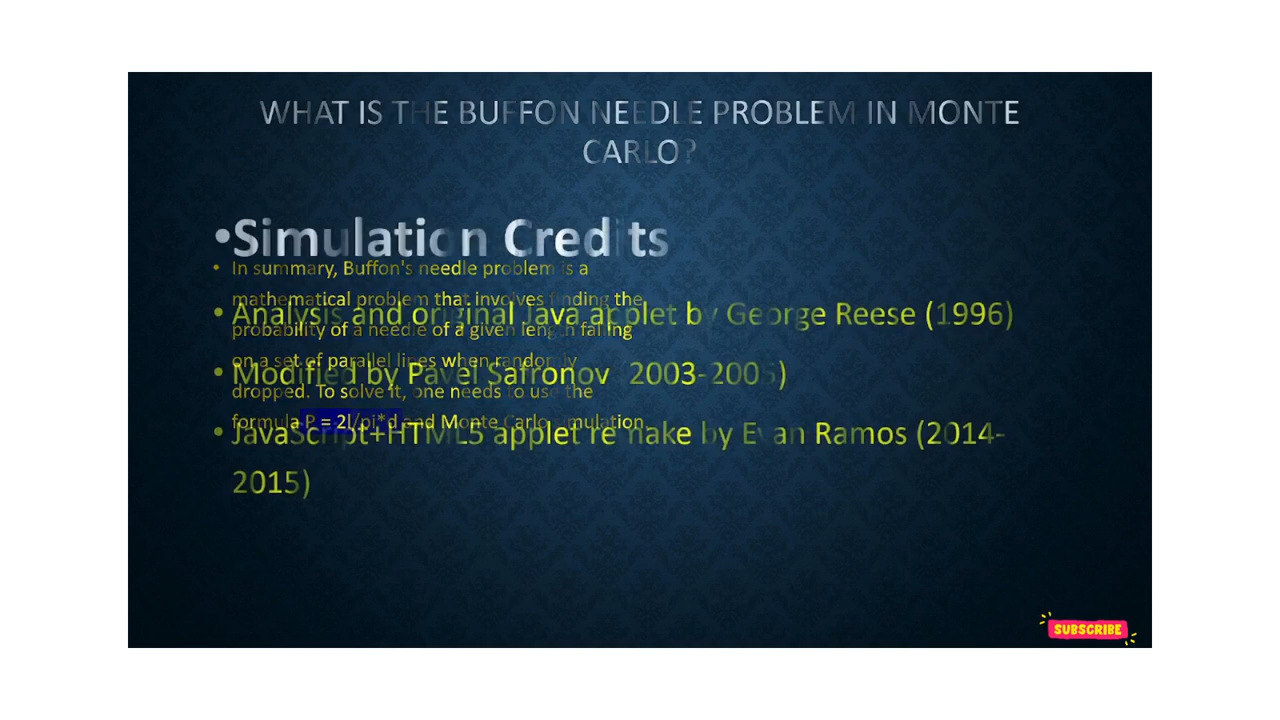 WHAT IS THE BUFFON NEEDLE PROBLEM IN MONTE
CARLO?
•Simulation Credits
• In summary, Buffon's needle problem is a
mathematical problem that involves finding the
• Analysis and original Java applet by George Reese (1996)
probability of a needle of a given length falling
on a set of parallel lines when randomly
• Modified by Pavel Safronov (2003-2005)
dropped. To solve it, one needs to use the
formula P = 2l/pi*d and Monte Carlo simulation.
• JavaScript+HTML5 applet remake by Evan Ramos (2014-
2015)
SUBSCRIBE